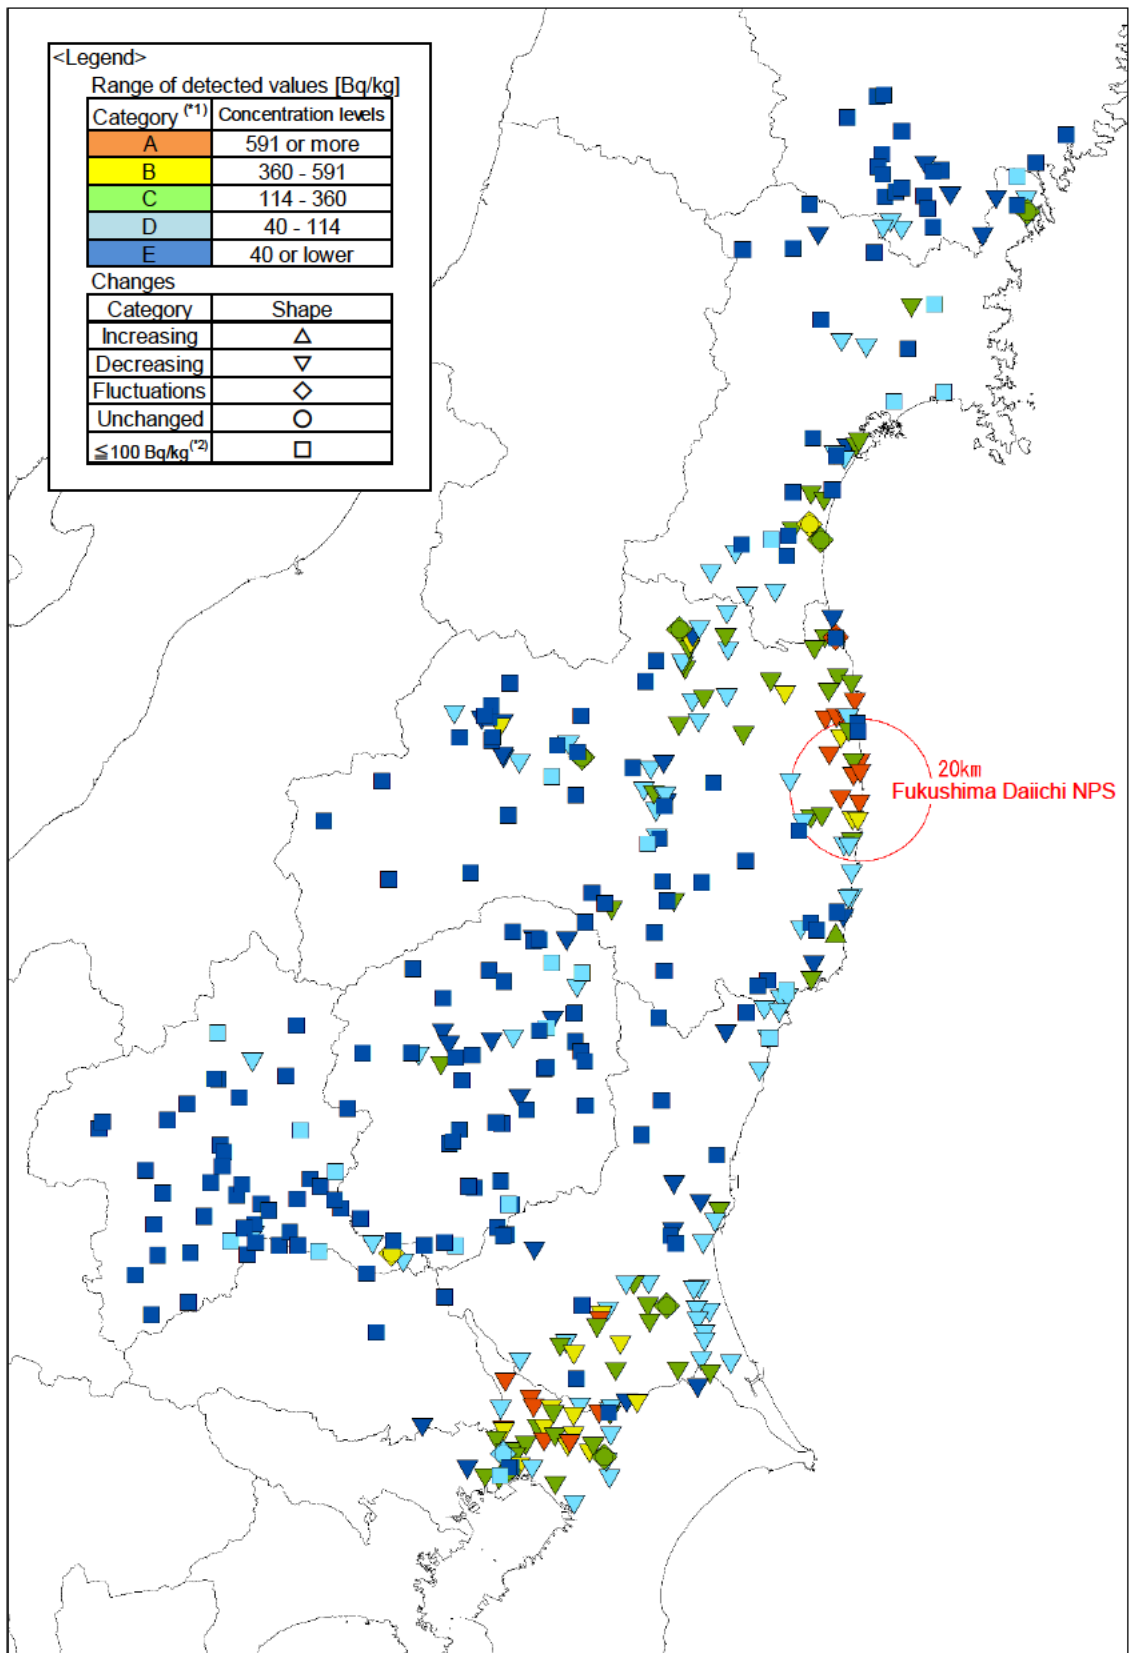 <Legend>
Range of detected values [Bq/kg]
Category (*1) Concentration levels
A 591 or more
B 360 - 591
C 114 - 360
D 40 - 114
E 40 or lower
Changes
Category Shape
Increasing
Decreasing
Fluctuations
Unchanged
≦100 Bq/kg(*2)
20km
Fukushima Daiichi NPS